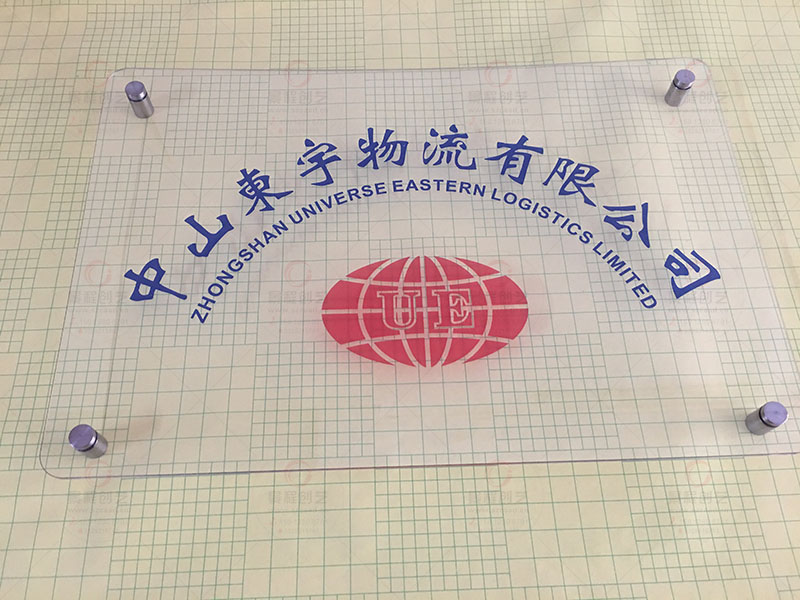 中山東宇物流有限公司
ZHONGSHAN UNIVERSE EASTERN LOGISTICS LIMITED
UE